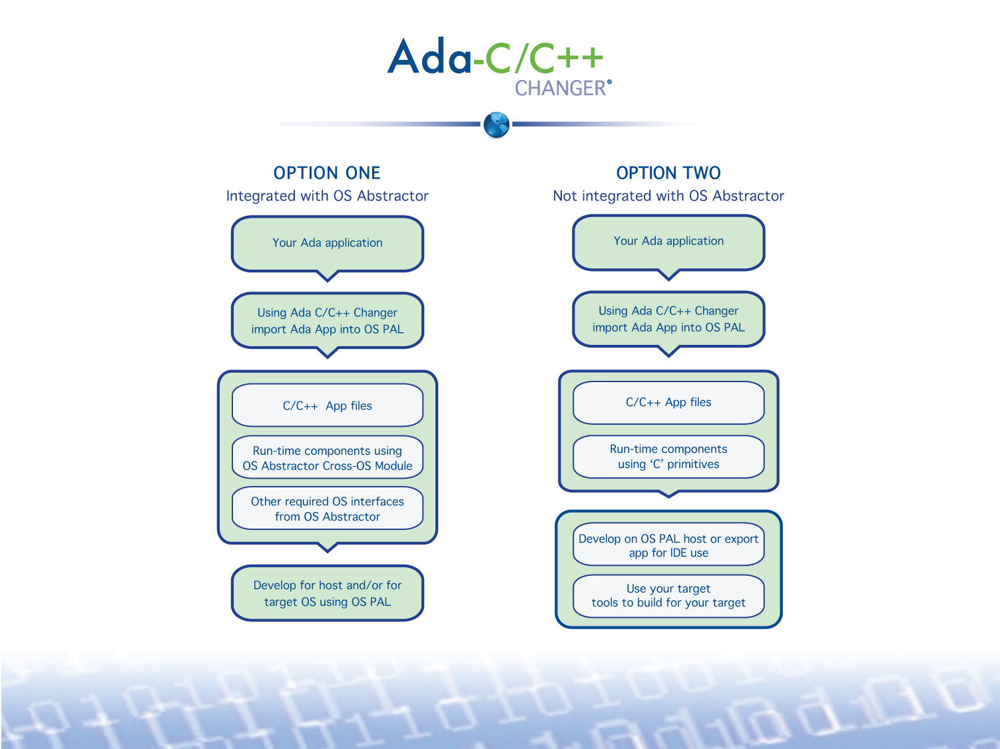 Ada-C/C++
CHANGER®
OPTION ONE
Integrated with OS Abstractor
Your Ada application
Using Ada C/C++ Changer
import Ada App into OS PAL
C/C++ App files
Run-time components using
OS Abstractor Cross-OS Module
Other required OS interfaces
from OS Abstractor
Develop for host and/or for
target OS using OS PAL
OPTION TWO
Not integrated with OS Abstractor
Your Ada application
Using Ada C/C++ Changer
import Ada App into OS PAL
C/C++ App files
Run-time components
using ‘C’ primitives
Develop on OS PAL host or export
app for IDE use
Use your target
tools to build for your target